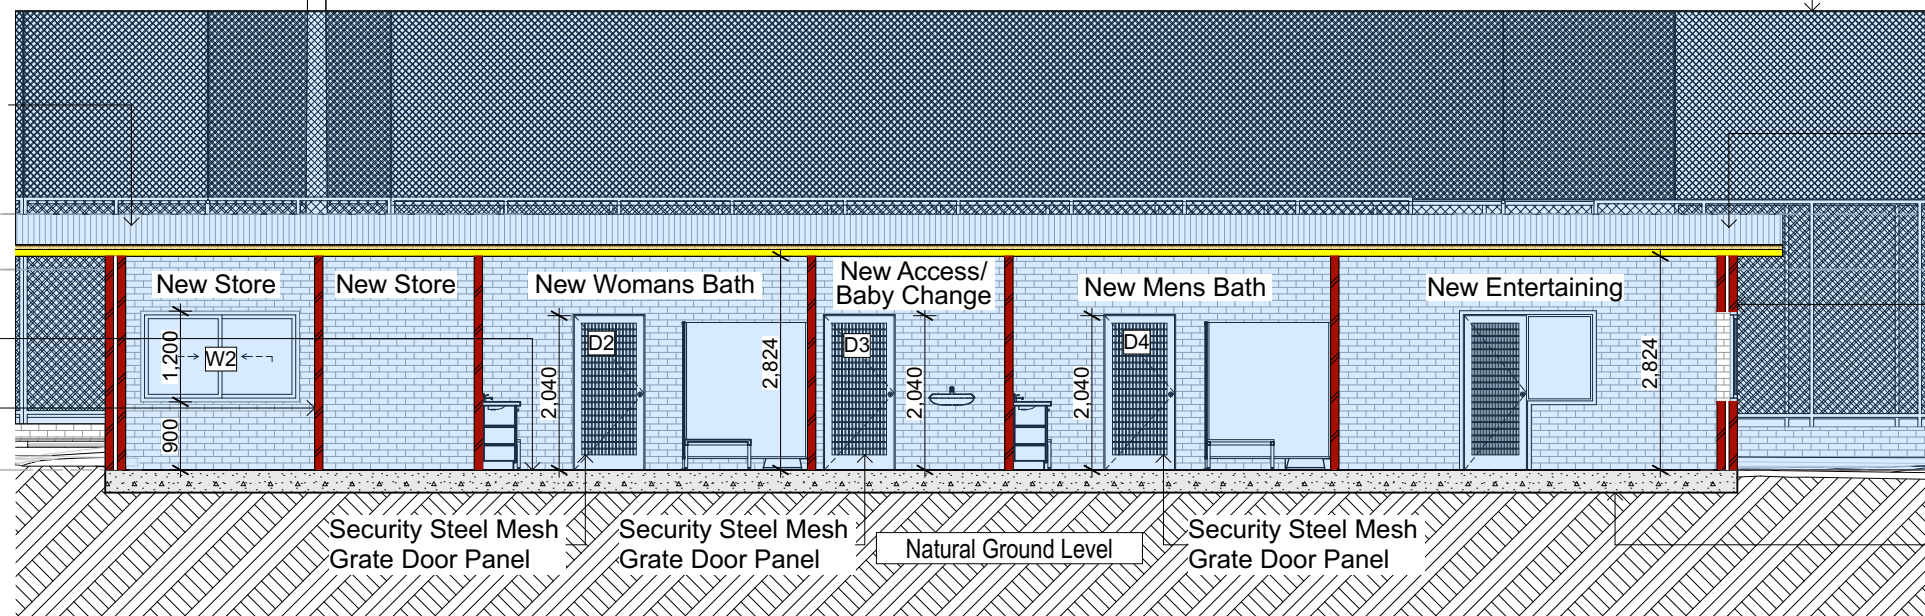 New Store
New Store
New Womans Bath
New Access/
Baby Change
New Mens Bath
New Entertaining
1,200
W2
900
2,040
D2
2,824
D3
2,040
2,040
D4
2,824
Security Steel Mesh
Grate Door Panel
Security Steel Mesh
Grate Door Panel
Natural Ground Level
Security Steel Mesh
Grate Door Panel